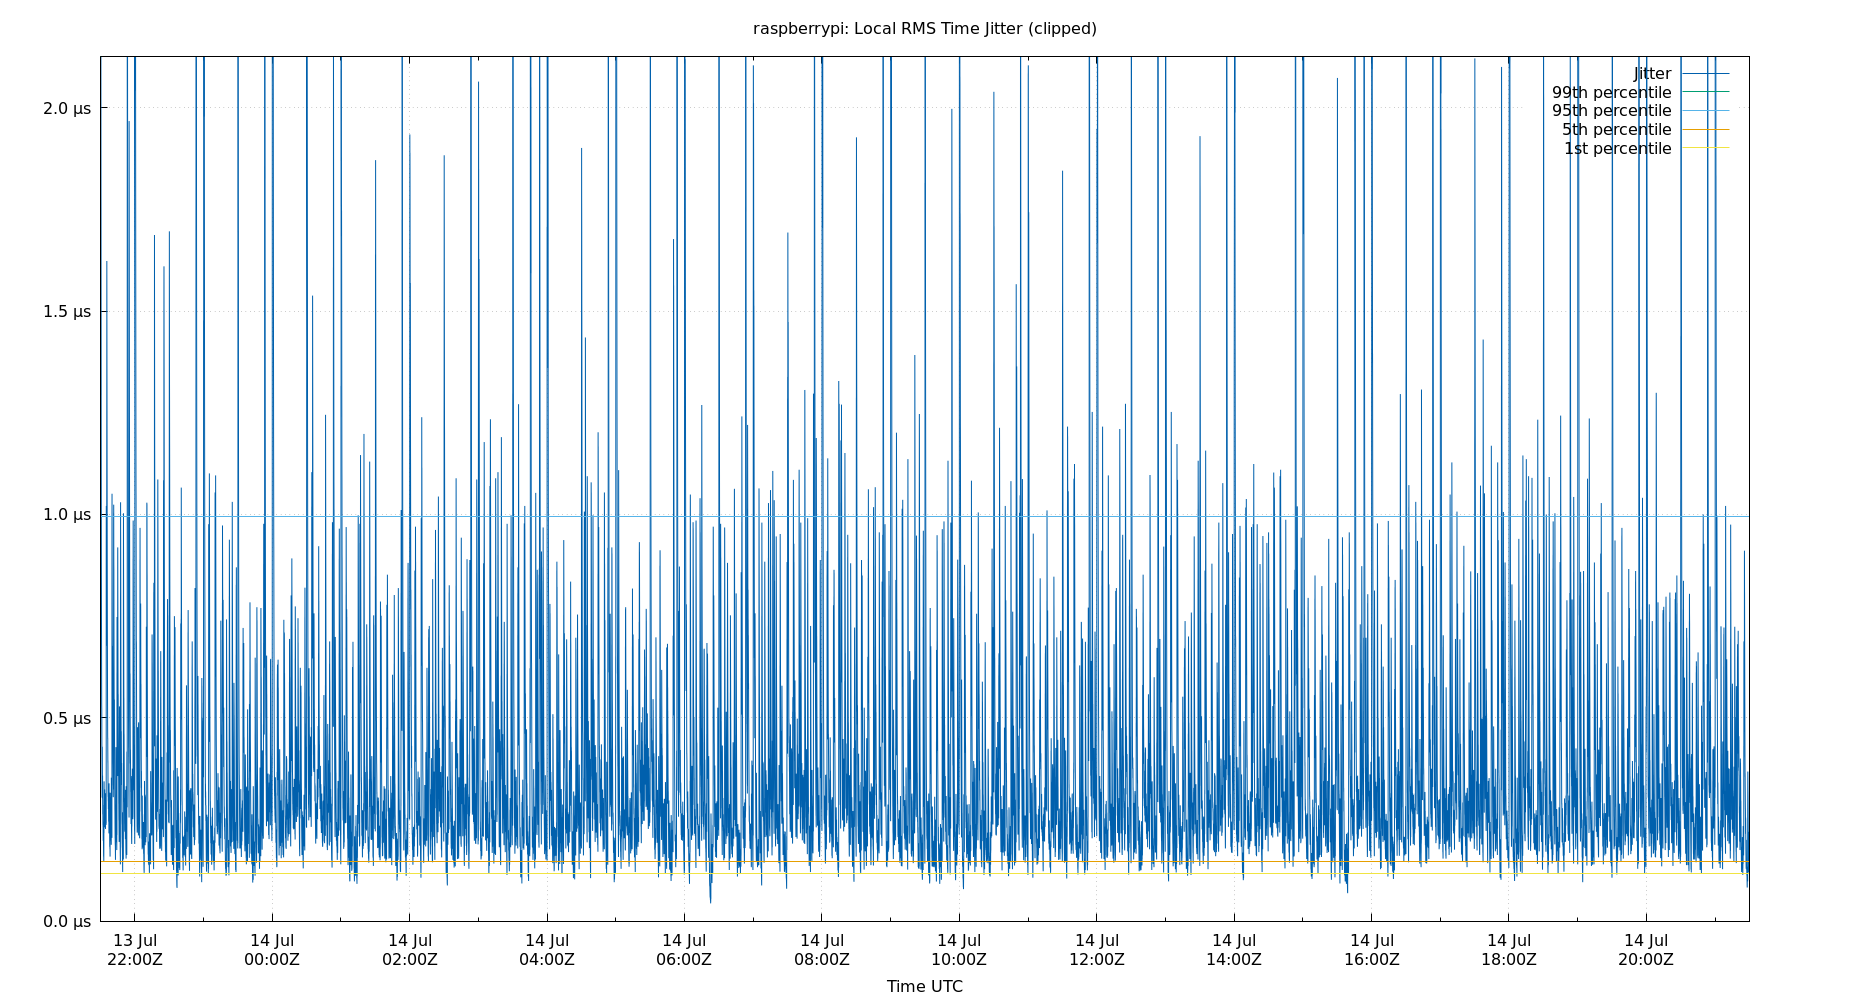 raspberrypi: Local RMS Time Jitter (clipped)
Jitter
99th percentile
95th percentile
5th percentile
1st percentile
2.0 µs
1.5 µs
1.0 µs
0.5 µs
0.0 µs
13 Jul 14 Jul 14 Jul 14 Jul 14 Jul 14 Jul 14 Jul 14 Jul 14 Jul 14 Jul 14 Jul 14 Jul
22:00Z 00:00Z 02:00Z 04:00Z 06:00Z 08:00Z 10:00Z 12:00Z 14:00Z 16:00Z 18:00Z 20:00Z
Time UTC